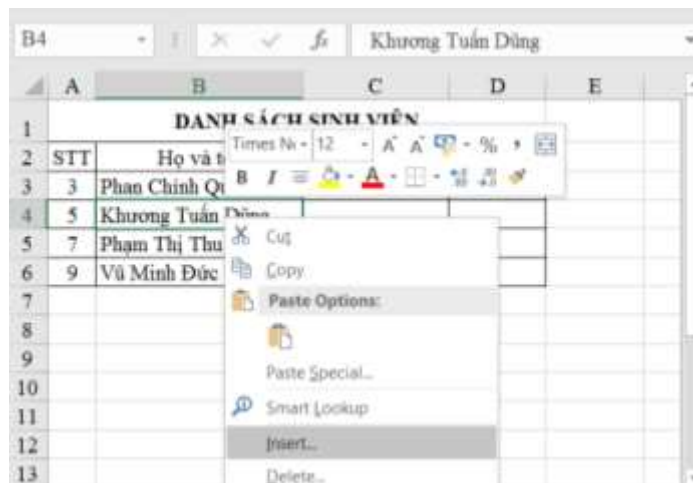 B4 fx Khương Tuấn Dũng
A B C D E
1 DANH SÁCH SINH VIÊN
Times Ne 12 A A %
2 STT Họ và t
B I A
3 3 Phan Chinh Qu
4 5 Khương Tuấn Dũng
5 7 Phạm Thị Thu
Cut
6 9 Vũ Minh Đức
Copy
7 Paste Options:
8
9 Paste Special...
10
11 Smart Lookup
12 Insert...
13 Delete...